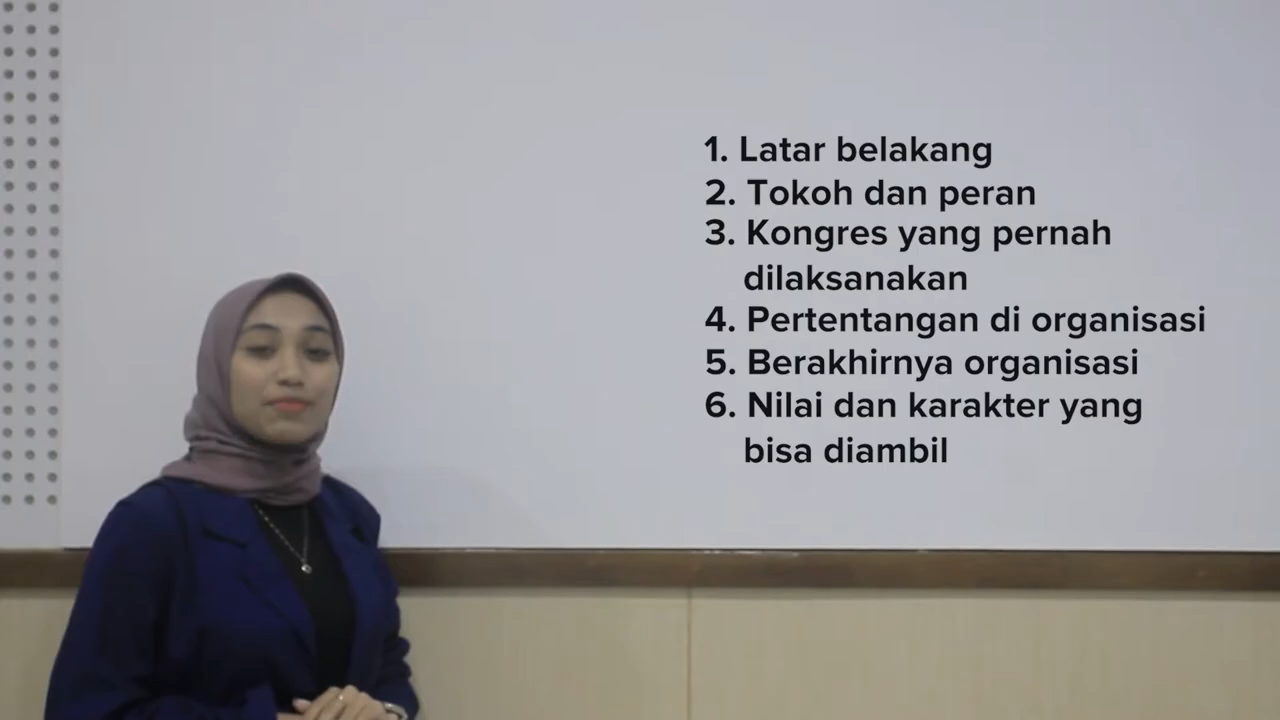 1. Latar belakang
2. Tokoh dan peran
3. Kongres yang pernah
dilaksanakan
4. Pertentangan di organisasi
5. Berakhirnya organisasi
6. Nilai dan karakter yang
bisa diambil